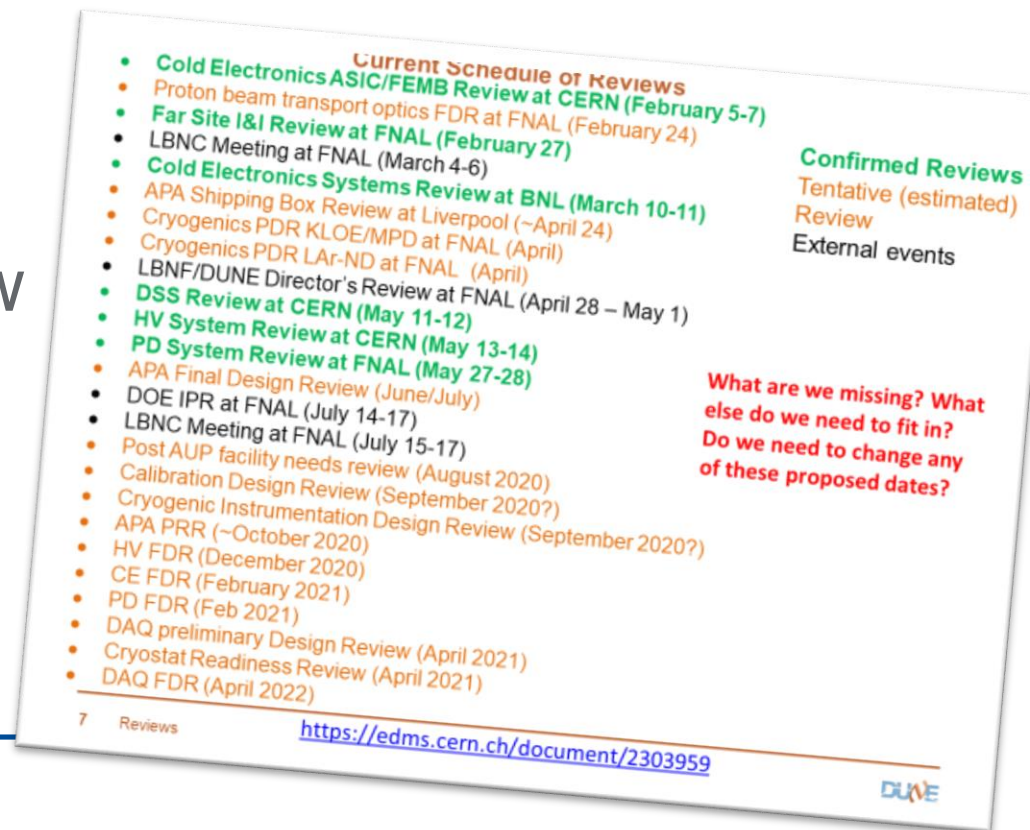 Current Schedule of Reviews
• Cold Electronics ASIC/FEMB Review at CERN (February 5-7)
• Proton beam transport optics FDR at FNAL (February 24)
• Far Site I&I Review at FNAL (February 27)
• LBNC Meeting at FNAL (March 4-6)
• Cold Electronics Systems Review at BNL (March 10-11)
• APA Shipping Box Review at Liverpool (~April 24)
• Cryogenics PDR KLOE/MPD at FNAL (April)
• Cryogenics PDR LAr-ND at FNAL (April)
• LBNF/DUNE Director's Review at FNAL (April 28 – May 1)
• DSS Review at CERN (May 11-12)
• HV System Review at CERN (May 13-14)
• PD System Review at FNAL (May 27-28)
• APA Final Design Review (June/July)
• DOE IPR at FNAL (July 14-17)
• LBNC Meeting at FNAL (July 15-17)
• Post AUP facility needs review (August 2020)
• Calibration Design Review (September 2020?)
• Cryogenic Instrumentation Design Review (September 2020?)
• APA PRR (~October 2020)
• HV FDR (December 2020)
• CE FDR (February 2021)
• PD FDR (Feb 2021)
• DAQ preliminary Design Review (April 2021)
• Cryostat Readiness Review (April 2021)
• DAQ FDR (April 2022)
Confirmed Reviews
Tentative (estimated)
Review
External events
What are we missing? What
else do we need to fit in?
Do we need to change any
of these proposed dates?
7 Reviews
https://edms.cern.ch/document/2303959
DUNE